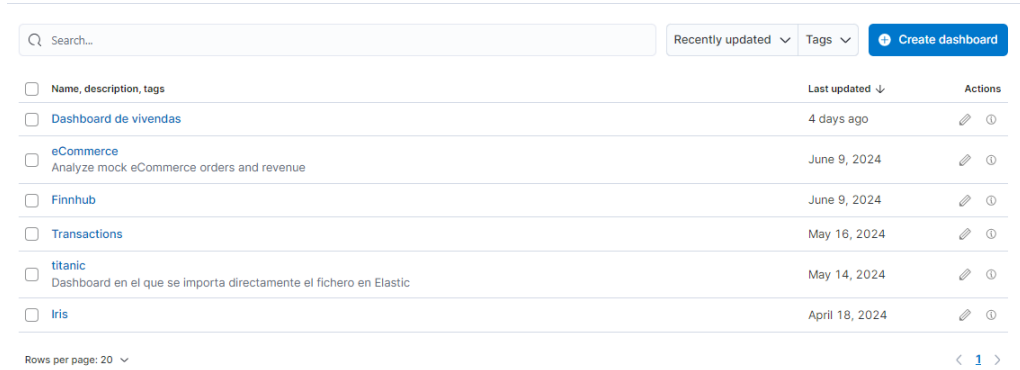 Search...
Recently updated
Tags
Create dashboard
Name, description, tags
Last updated
Actions
Dashboard de vivendas
4 days ago
eCommerce
Analyze mock eCommerce orders and revenue
June 9, 2024
Finnhub
June 9, 2024
Transactions
May 16, 2024
titanic
Dashboard en el que se importa directamente el fichero en Elastic
May 14, 2024
Iris
April 18, 2024
Rows per page: 20
1